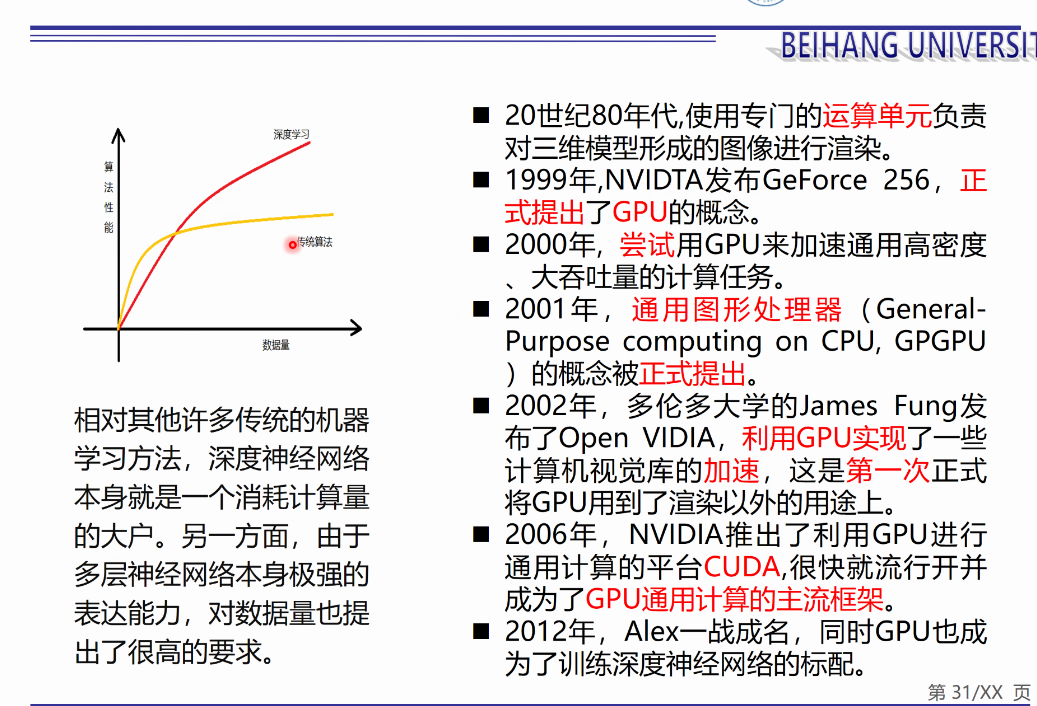 BEIHANG UNIVERSIT
深度学习
算
法
性
能
传统算法
数据量
相对其他许多传统的机器
学习方法，深度神经网络
本身就是一个消耗计算量
的大户。另一方面，由于
多层神经网络本身极强的
表达能力，对数据量也提
出了很高的要求。
■ 20世纪80年代,使用专门的运算单元负责
对三维模型形成的图像进行渲染。
■ 1999年,NVIDTA发布GeForce 256，正
式提出了GPU的概念。
■ 2000年，尝试用GPU来加速通用高密度
、大吞吐量的计算任务。
■ 2001年，通用图形处理器（General-
Purpose computing on CPU, GPGPU
）的概念被正式提出。
■ 2002年，多伦多大学的James Fung发
布了Open VIDIA，利用GPU实现了一些
计算机视觉库的加速，这是第一次正式
将GPU用到了渲染以外的用途上。
■ 2006年，NVIDIA推出了利用GPU进行
通用计算的平台CUDA,很快就流行开并
成为了GPU通用计算的主流框架。
■ 2012年，Alex一战成名，同时GPU也成
为了训练深度神经网络的标配。
第 31/XX 页